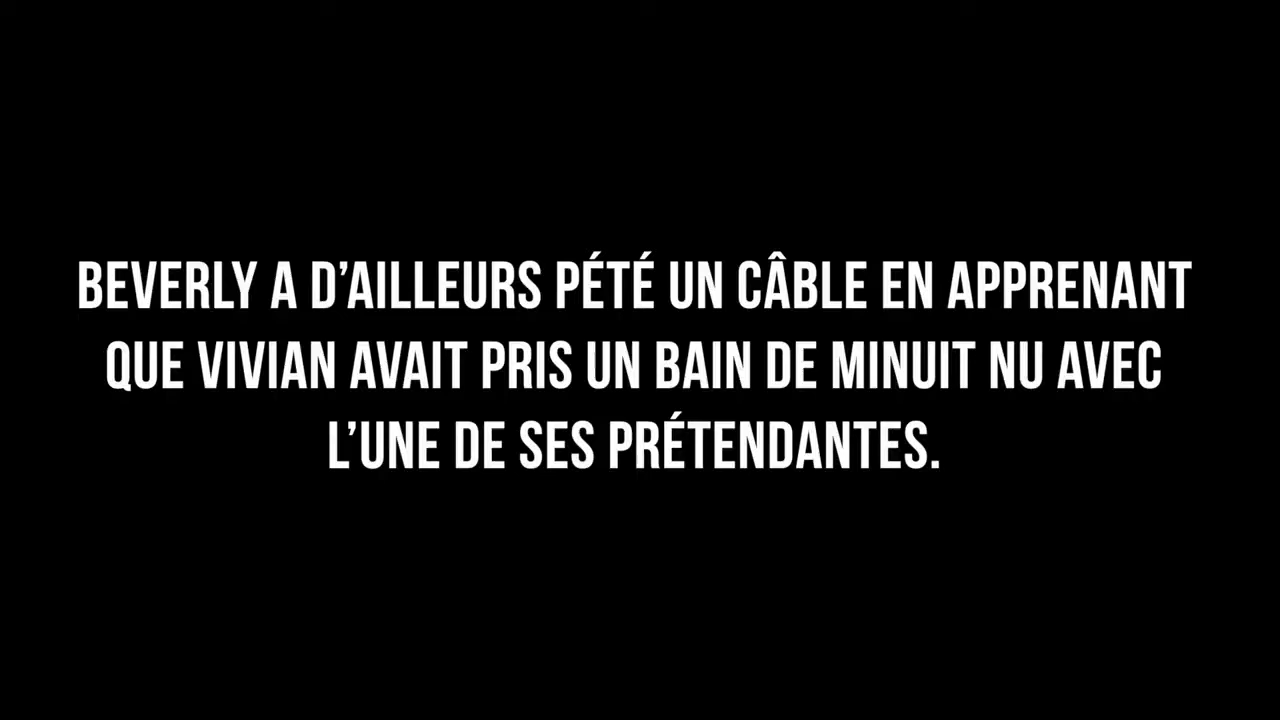 BEVERLY A D’AILLEURS PÉTÉ UN CÂBLE EN APPRENANT
QUE VIVIAN AVAIT PRIS UN BAIN DE MINUIT NU AVEC
L’UNE DE SES PRÉTENDANTES.